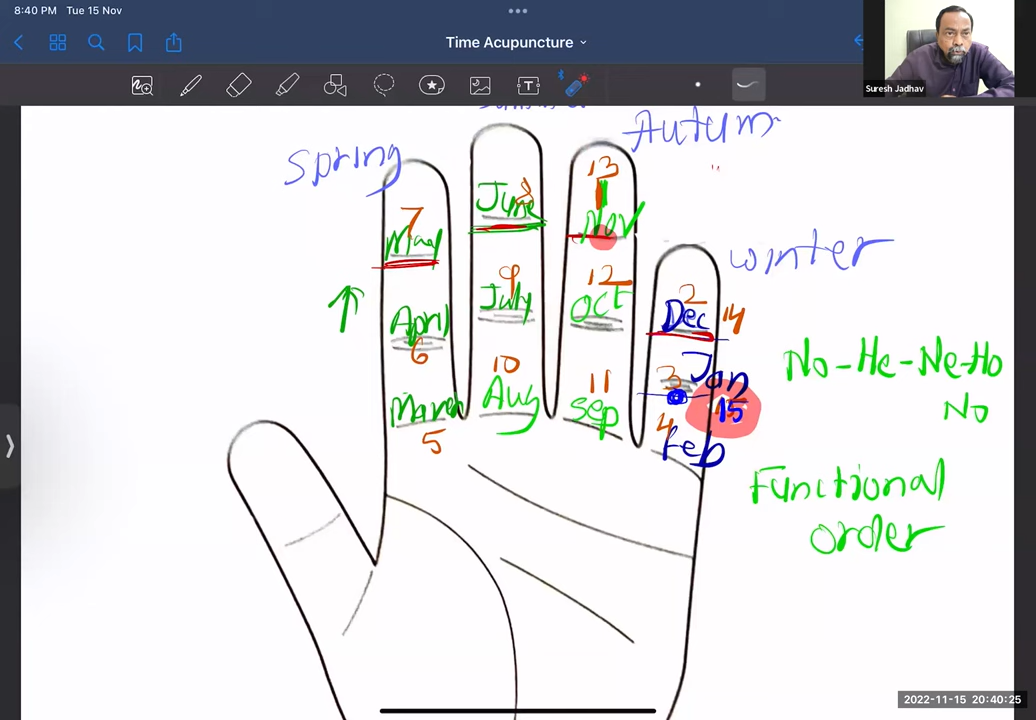 8:40 PM Tue 15 Nov
Time Acupuncture
Suresh Jadhav
Autum
Spring
winter
13
Nov
June 8
7
May
9
July
12
Oct
2
Dec 14
April
6
3 Jan
15
10
Aug
11
Sep
March
5
4
Feb
No-He-Ne-Ho
No
Functional
order
2022-11-15 20:40:25